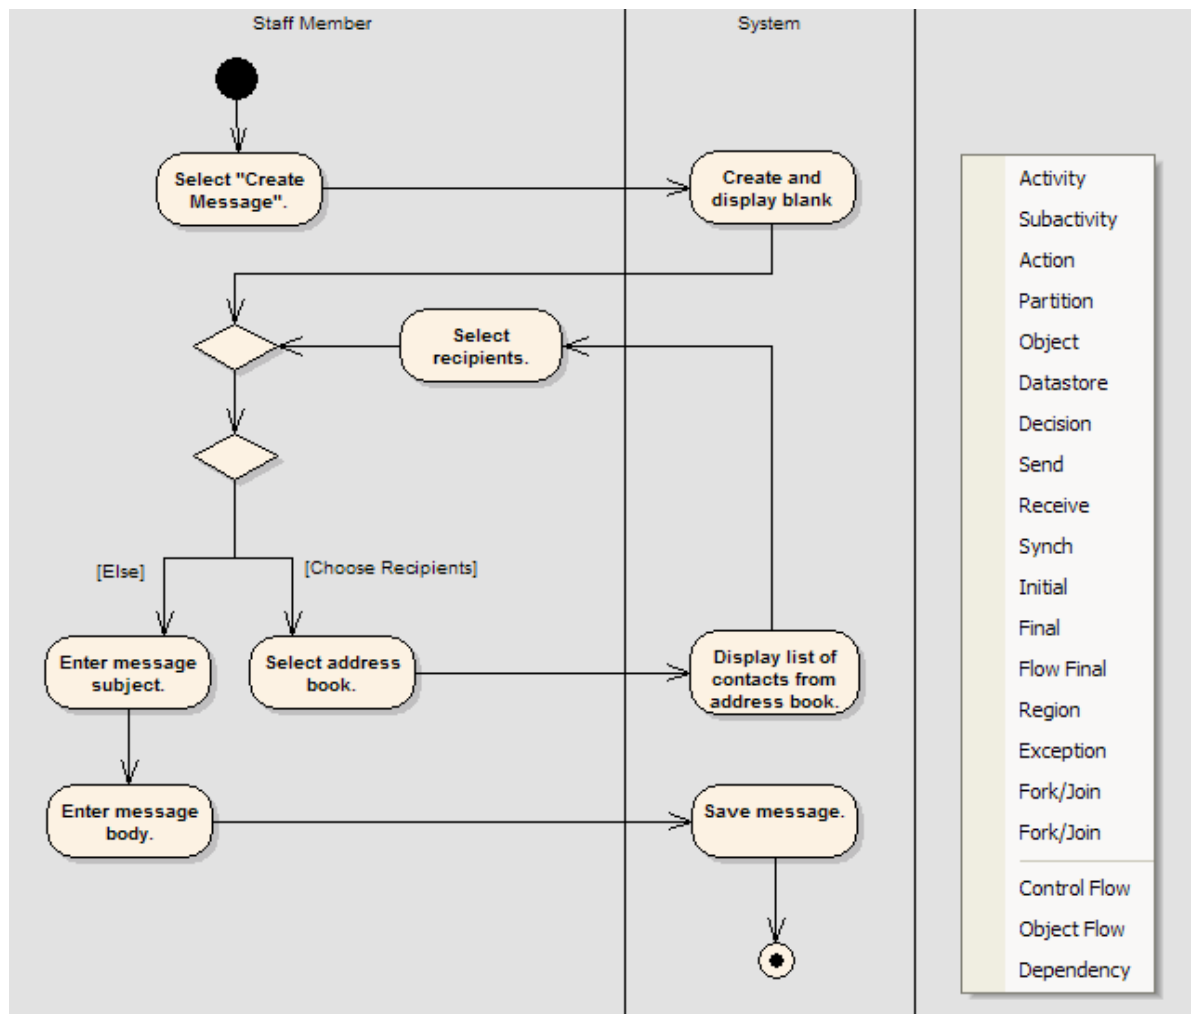 Staff Member
System
Select "Create
Message".
Create and
display blank
Select
recipients.
[Else]
[Choose Recipients]
Enter message
subject.
Select address
book.
Display list of
contacts from
address book.
Enter message
body.
Save message.
Activity
Subactivity
Action
Partition
Object
Datastore
Decision
Send
Receive
Synch
Initial
Final
Flow Final
Region
Exception
Fork/Join
Fork/Join
Control Flow
Object Flow
Dependency